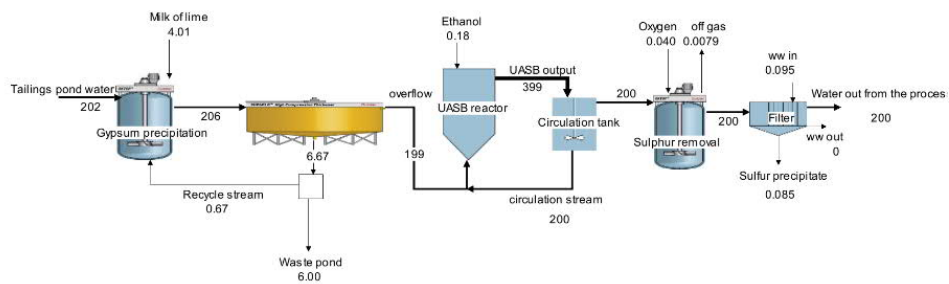 Milk of lime
4.01
Tailings pond water
202
Gypsum precipitation
206
Recycle stream
0.67
6.67
Waste pond
6.00
overflow
199
Ethanol
0.18
UASB reactor
UASB output
399
Circulation tank
circulation stream
200
200
Oxygen
0.040
off gas
0.0079
Sulphur removal
200
ww in
0.095
Filter
Water out from the proces
200
ww out
0
Sulfur precipitate
0.085